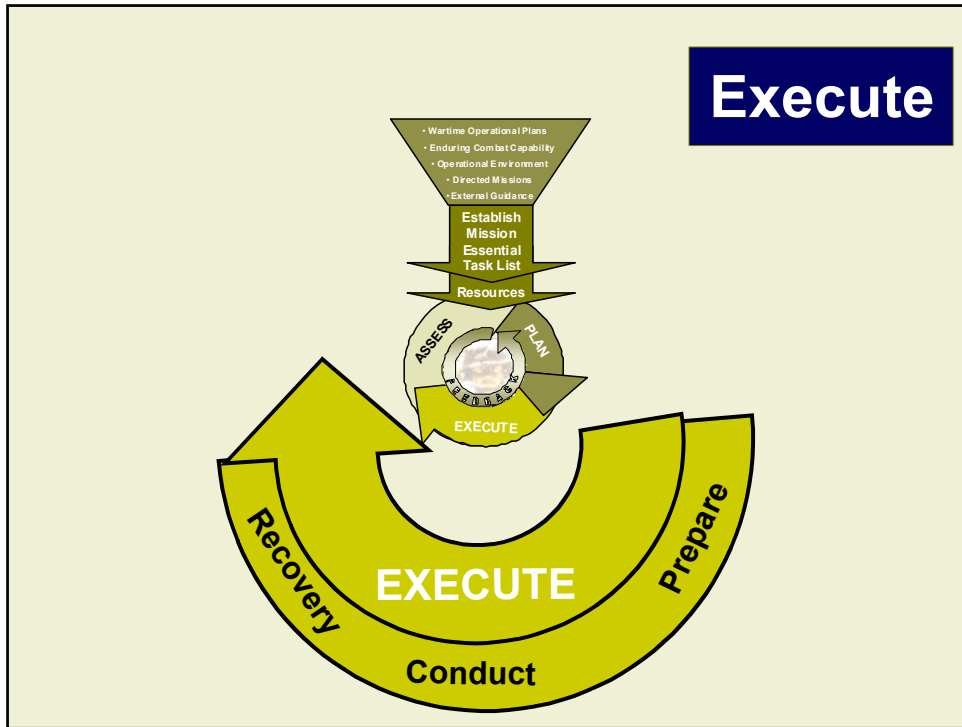 Execute
• Wartime Operational Plans
• Enduring Combat Capability
• Operational Environment
• Directed Missions
• External Guidance
Establish
Mission
Essential
Task List
Resources
ASSESS
PLAN
FEEDBACK
EXECUTE
EXECUTE
Prepare
Conduct
Recovery